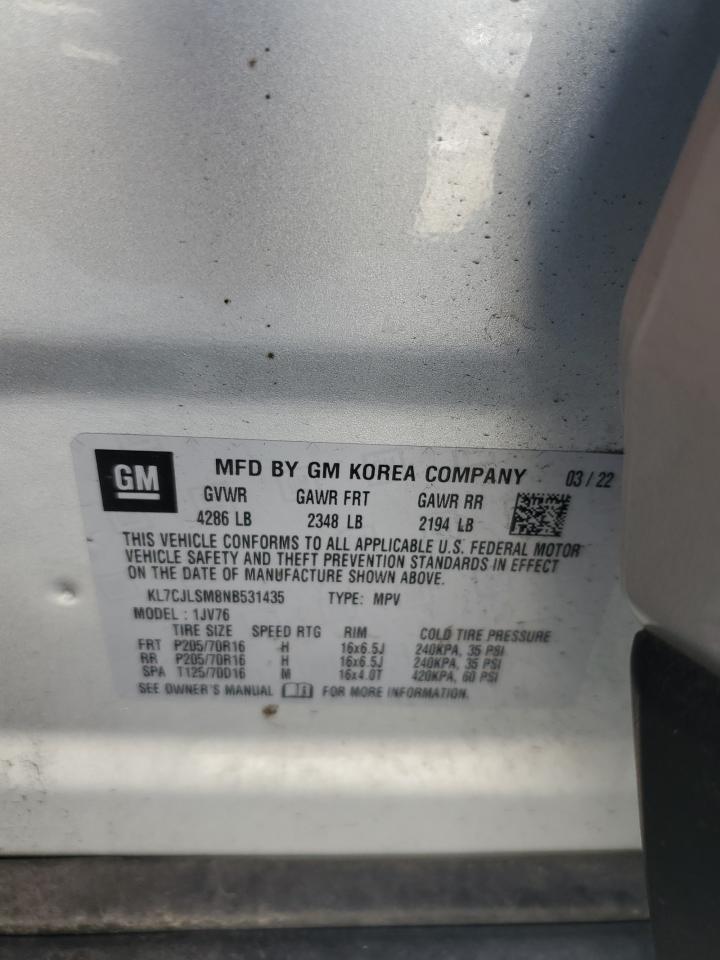 GM MFD BY GM KOREA COMPANY 03/22
GVWR GAWR FRT GAWR RR
4286 LB 2348 LB 2194 LB
THIS VEHICLE CONFORMS TO ALL APPLICABLE U.S. FEDERAL MOTOR
VEHICLE SAFETY AND THEFT PREVENTION STANDARDS IN EFFECT
ON THE DATE OF MANUFACTURE SHOWN ABOVE.
KL7CJLSM8NB531435 TYPE: MPV
MODEL: 1JV76
TIRE SIZE SPEED RTG RIM COLD TIRE PRESSURE
FRT P205/70R16 H 16x6.5J 240KPA, 35 PSI
RR P205/70R16 H 16x6.5J 240KPA, 35 PSI
SPA T125/70D16 M 16x4.0T 420KPA, 60 PSI
SEE OWNER'S MANUAL FOR MORE INFORMATION.